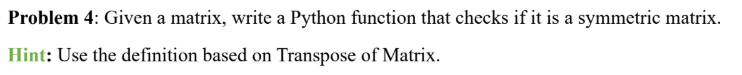 Problem 4: Given a matrix, write a Python function that checks if it is a symmetric matrix.
Hint: Use the definition based on Transpose of Matrix.